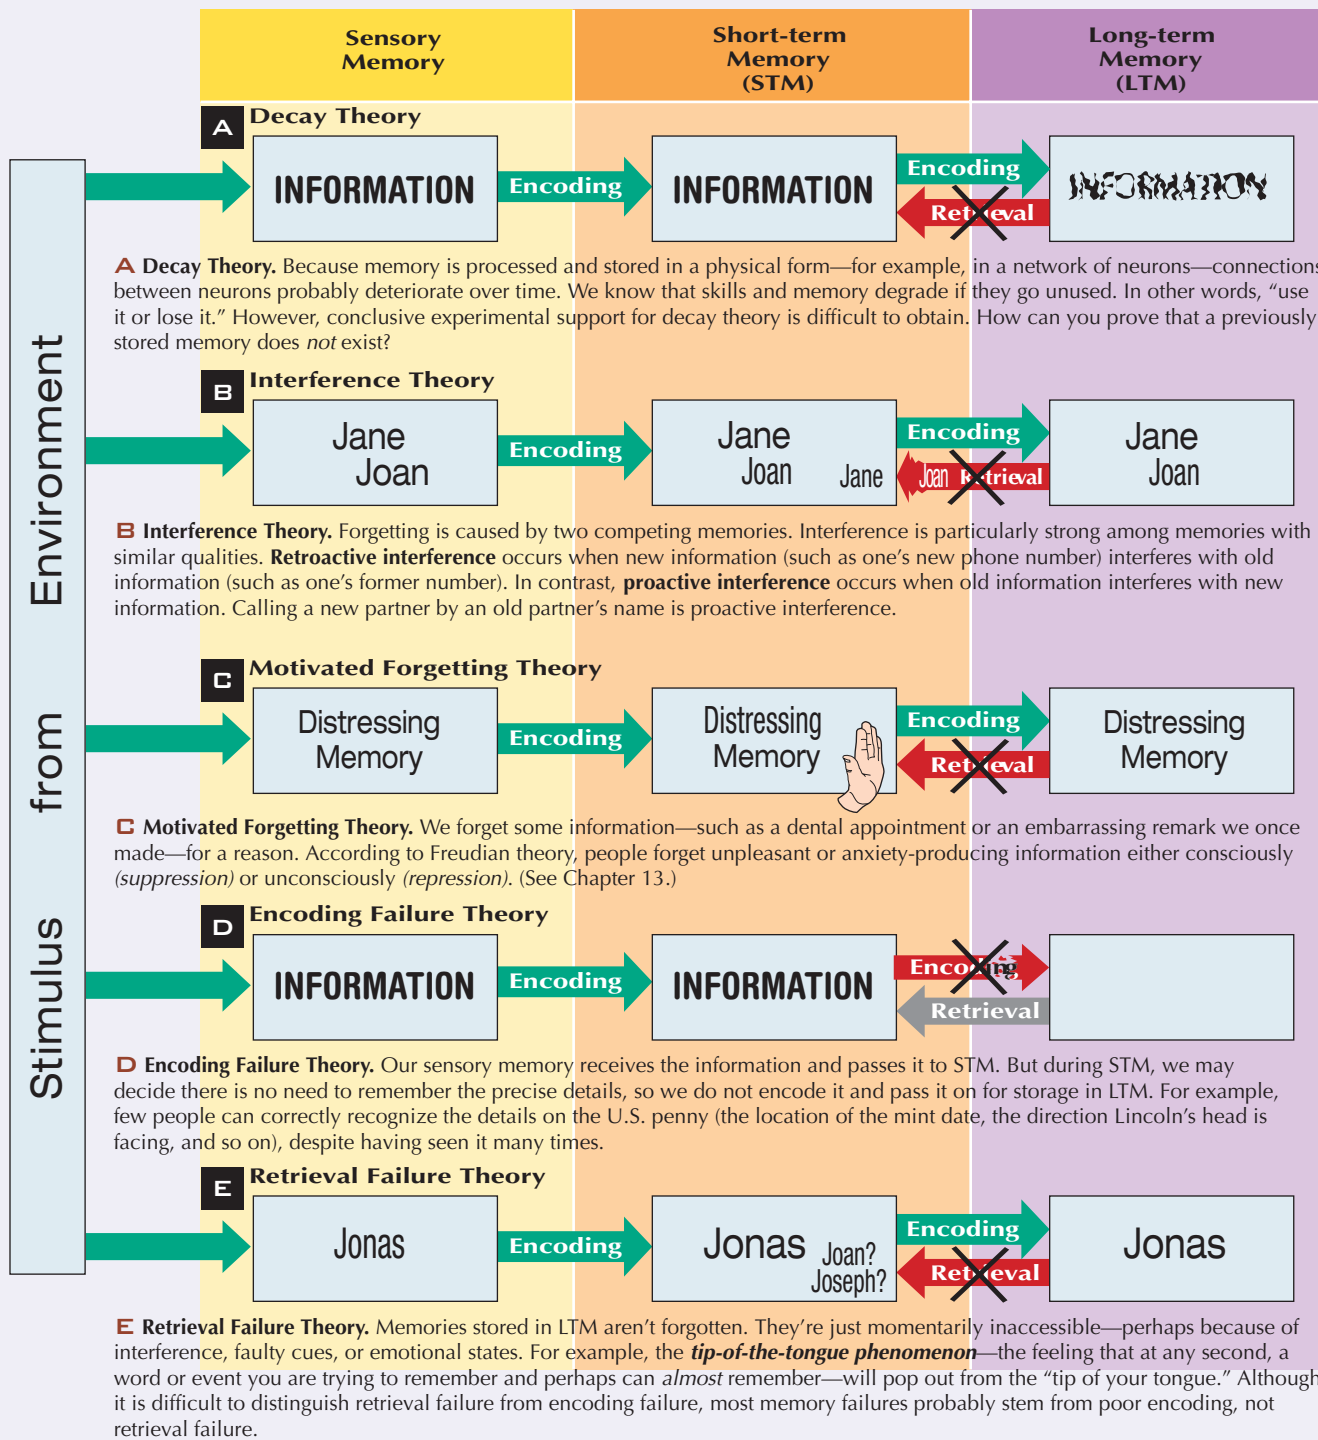 Sensory
Memory
Short-term
Memory
(STM)
Long-term
Memory
(LTM)
Stimulus from Environment
A Decay Theory
INFORMATION
Encoding
INFORMATION
Encoding
Retrieval
INFORMATION
A Decay Theory. Because memory is processed and stored in a physical form—for example, in a network of neurons—connections
between neurons probably deteriorate over time. We know that skills and memory degrade if they go unused. In other words, “use
it or lose it.” However, conclusive experimental support for decay theory is difficult to obtain. How can you prove that a previously
stored memory does not exist?
B Interference Theory
Jane
Joan
Encoding
Jane
Joan Jane
Encoding
Joan Retrieval
Jane
Joan
B Interference Theory. Forgetting is caused by two competing memories. Interference is particularly strong among memories with
similar qualities. Retroactive interference occurs when new information (such as one’s new phone number) interferes with old
information (such as one’s former number). In contrast, proactive interference occurs when old information interferes with new
information. Calling a new partner by an old partner’s name is proactive interference.
C Motivated Forgetting Theory
Distressing
Memory
Encoding
Distressing
Memory
Encoding
Retrieval
Distressing
Memory
C Motivated Forgetting Theory. We forget some information—such as a dental appointment or an embarrassing remark we once
made—for a reason. According to Freudian theory, people forget unpleasant or anxiety-producing information either consciously
(suppression) or unconsciously (repression). (See Chapter 13.)
D Encoding Failure Theory
INFORMATION
Encoding
INFORMATION
Encoding
Retrieval
D Encoding Failure Theory. Our sensory memory receives the information and passes it to STM. But during STM, we may
decide there is no need to remember the precise details, so we do not encode it and pass it on for storage in LTM. For example,
few people can correctly recognize the details on the U.S. penny (the location of the mint date, the direction Lincoln’s head is
facing, and so on), despite having seen it many times.
E Retrieval Failure Theory
Jonas
Encoding
Jonas Joan?
Joseph?
Encoding
Retrieval
Jonas
E Retrieval Failure Theory. Memories stored in LTM aren’t forgotten. They’re just momentarily inaccessible—perhaps because of
interference, faulty cues, or emotional states. For example, the tip-of-the-tongue phenomenon—the feeling that at any second, a
word or event you are trying to remember and perhaps can almost remember—will pop out from the “tip of your tongue.” Although
it is difficult to distinguish retrieval failure from encoding failure, most memory failures probably stem from poor encoding, not
retrieval failure.